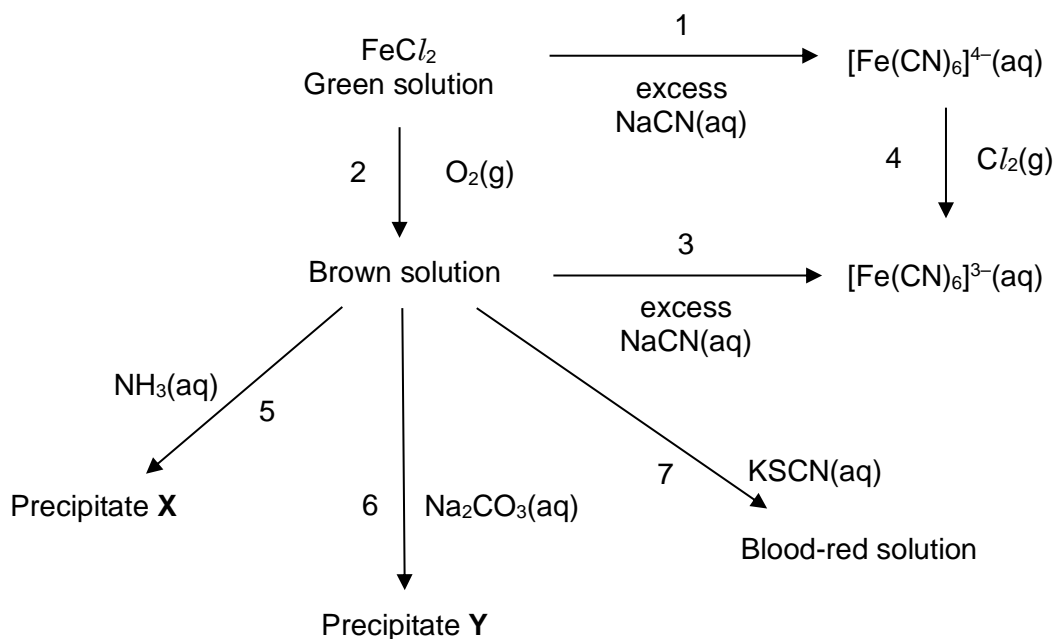 1
FeCl₂
Green solution
excess
NaCN(aq)
[Fe(CN)₆]⁴⁻(aq)
2
O₂(g)
4
Cl₂(g)
Brown solution
3
excess
NaCN(aq)
[Fe(CN)₆]³⁻(aq)
NH₃(aq)
5
6
Na₂CO₃(aq)
7
KSCN(aq)
Precipitate X
Blood-red solution
Precipitate Y